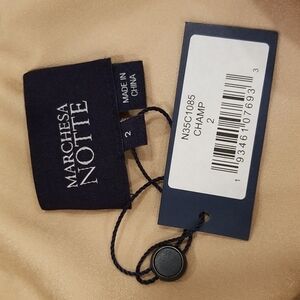 MARCHESA
NOTTE
2
MADE IN
CHINA
N35C1085
CHAMP
2
1 93461 07693 3